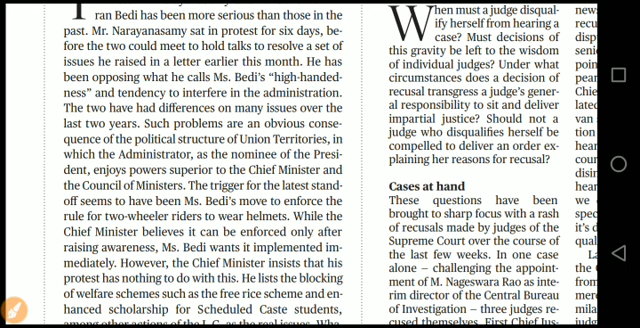 ran Bedi has been more serious than those in the
past. Mr. Narayanasamy sat in protest for six days, be-
fore the two could meet to hold talks to resolve a set of
issues he raised in a letter earlier this month. He has
been opposing what he calls Ms. Bedi's “high-handed-
ness” and tendency to interfere in the administration.
The two have had differences on many issues over the
last two years. Such problems are an obvious conse-
quence of the political structure of Union Territories, in
which the Administrator, as the nominee of the Presi-
dent, enjoys powers superior to the Chief Minister and
the Council of Ministers. The trigger for the latest stand-
off seems to have been Ms. Bedi's move to enforce the
rule for two-wheeler riders to wear helmets. While the
Chief Minister believes it can be enforced only after
raising awareness, Ms. Bedi wants it implemented im-
mediately. However, the Chief Minister insists that his
protest has nothing to do with this. He lists the blocking
of welfare schemes such as the free rice scheme and en-
hanced scholarship for Scheduled Caste students,
among other actions of the L-G, as the real issues.
When must a judge disqual-
ify herself from hearing a
case? Must decisions of
this gravity be left to the wisdom
of individual judges? Under what
circumstances does a decision of
recusal transgress a judge's gener-
al responsibility to sit and deliver
impartial justice? Should not a
judge who disqualifies herself be
compelled to deliver an order ex-
plaining her reasons for recusal?
Cases at hand
These questions have been
brought to sharp focus with a rash
of recusals made by judges of the
Supreme Court over the course of
the last few weeks. In one case
alone – challenging the appoint-
ment of M. Nageswara Rao as inte-
rim director of the Central Bureau
of Investigation – three judges re-
cused themselves. First Chief Jus-